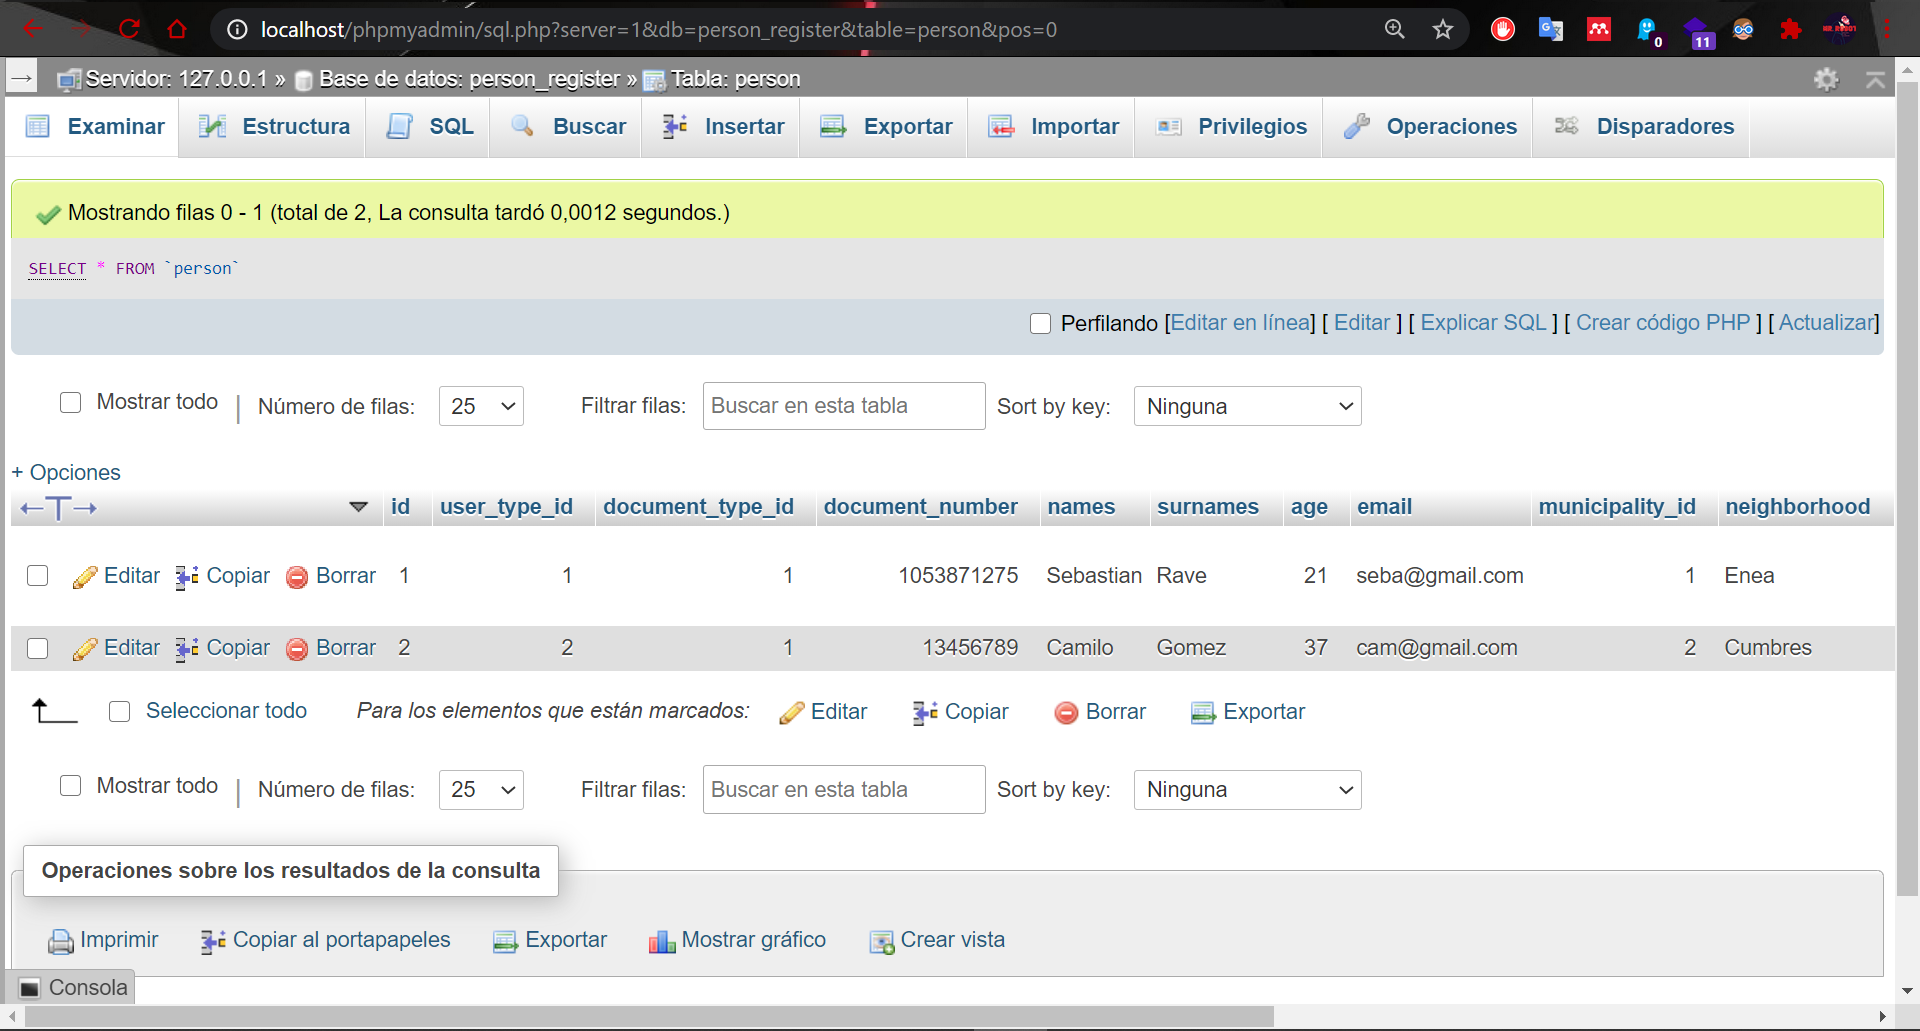 localhost/phpmyadmin/sql.php?server=1&db=person_register&table=person&pos=0
0
11
Servidor: 127.0.0.1 » Base de datos: person_register » Tabla: person
Examinar Estructura SQL Buscar Insertar Exportar Importar Privilegios Operaciones Disparadores
Mostrando filas 0 - 1 (total de 2, La consulta tardó 0,0012 segundos.)
SELECT * FROM `person`
Perfilando [Editar en línea] [ Editar ] [ Explicar SQL ] [ Crear código PHP ] [ Actualizar]
Mostrar todo | Número de filas: 25 Filtrar filas: Buscar en esta tabla Sort by key: Ninguna
+ Opciones
←T→ id user_type_id document_type_id document_number names surnames age email municipality_id neighborhood
Editar Copiar Borrar 1 1 1 1053871275 Sebastian Rave 21 seba@gmail.com 1 Enea
Editar Copiar Borrar 2 2 1 13456789 Camilo Gomez 37 cam@gmail.com 2 Cumbres
Seleccionar todo Para los elementos que están marcados: Editar Copiar Borrar Exportar
Mostrar todo | Número de filas: 25 Filtrar filas: Buscar en esta tabla Sort by key: Ninguna
Operaciones sobre los resultados de la consulta
Imprimir Copiar al portapapeles Exportar Mostrar gráfico Crear vista
Consola